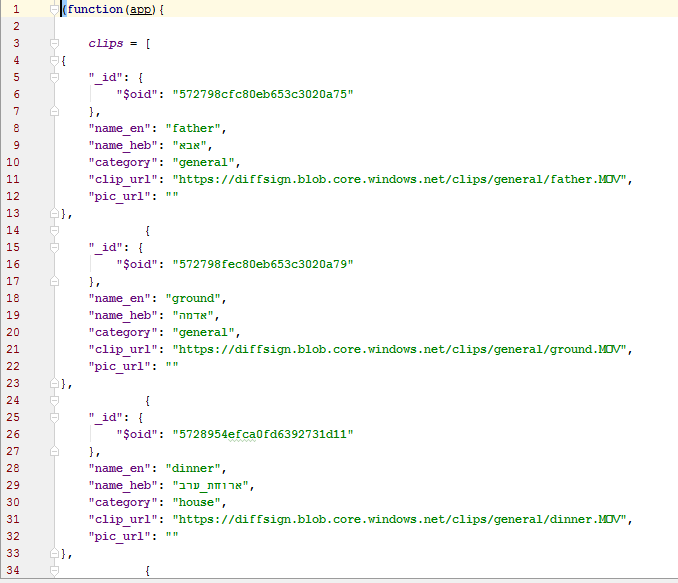 1 (function(app){
2
3 clips = [
4 {
5 "_id": {
6 "$oid": "572798cfc80eb653c3020a75"
7 },
8 "name_en": "father",
9 "name_heb": "אבא",
10 "category": "general",
11 "clip_url": "https://diffsign.blob.core.windows.net/clips/general/father.MOV",
12 "pic_url": ""
13 },
14 {
15 "_id": {
16 "$oid": "572798fec80eb653c3020a79"
17 },
18 "name_en": "ground",
19 "name_heb": "אדמה",
20 "category": "general",
21 "clip_url": "https://diffsign.blob.core.windows.net/clips/general/ground.MOV",
22 "pic_url": ""
23 },
24 {
25 "_id": {
26 "$oid": "5728954efca0fd6392731d11"
27 },
28 "name_en": "dinner",
29 "name_heb": "ארוחת_ערב",
30 "category": "house",
31 "clip_url": "https://diffsign.blob.core.windows.net/clips/general/dinner.MOV",
32 "pic_url": ""
33 },
34 {